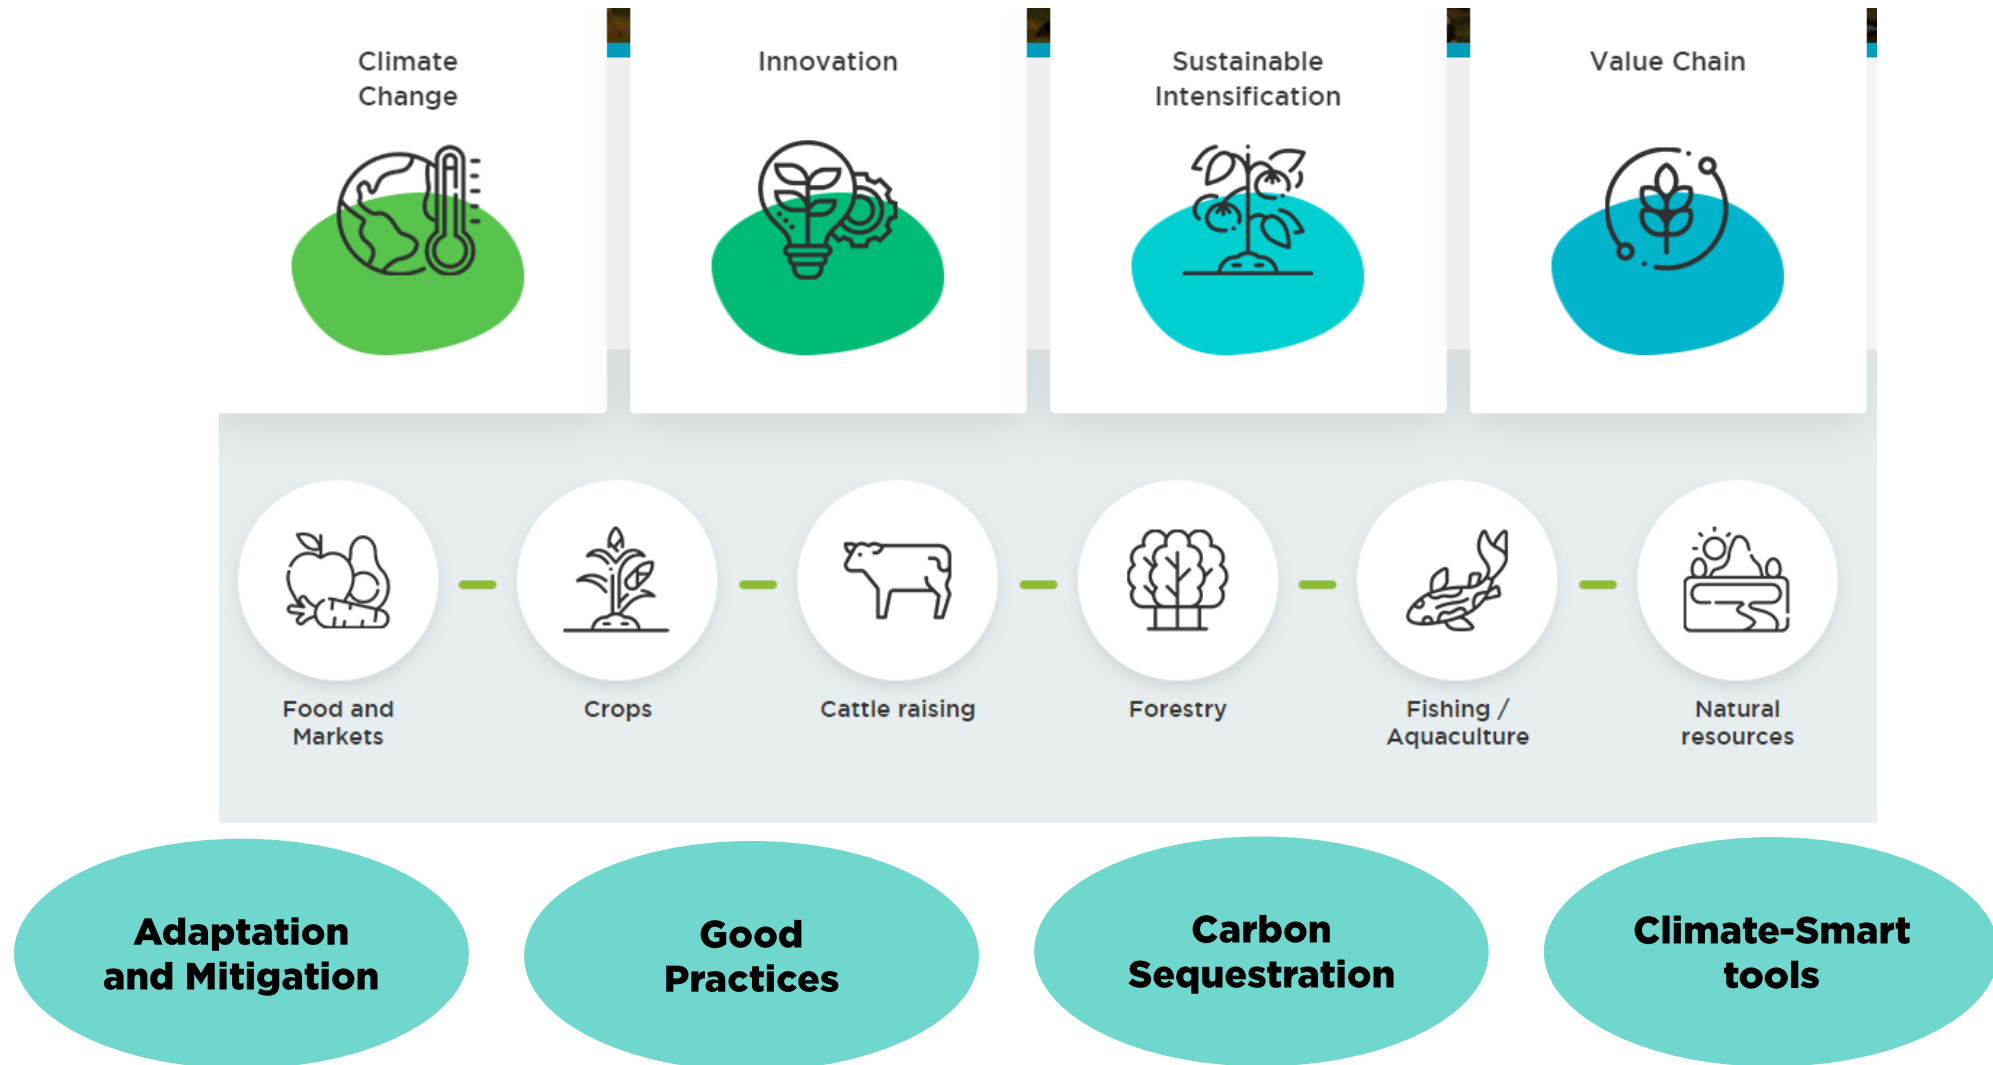 Climate
Change
Innovation
Sustainable
Intensification
Value Chain
Food and
Markets
Crops
Cattle raising
Forestry
Fishing /
Aquaculture
Natural
resources
Adaptation
and Mitigation
Good
Practices
Carbon
Sequestration
Climate-Smart
tools